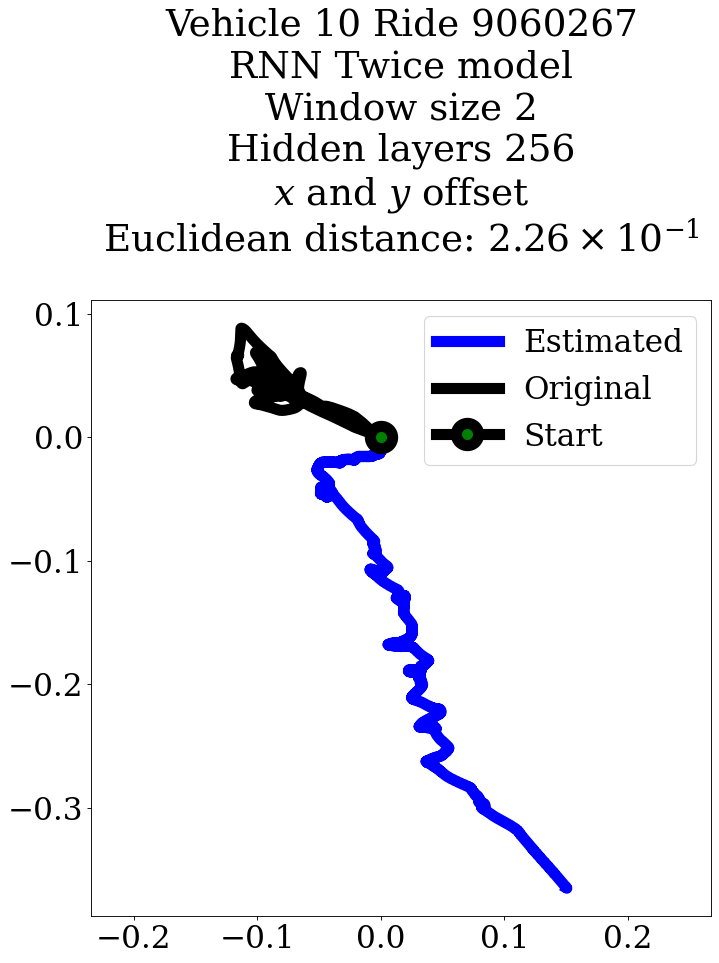 Vehicle 10 Ride 9060267
RNN Twice model
Window size 2
Hidden layers 256
x and y offset
Euclidean distance: 2.26 × 10⁻¹
Estimated
Original
Start
0.1
0.0
−0.1
−0.2
−0.3
−0.2 −0.1 0.0 0.1 0.2